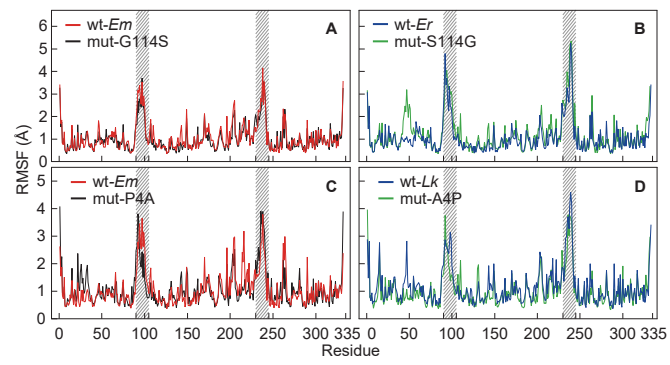 6
5
4
3
2
1
0
wt-Em
mut-G114S
A
wt-Er
mut-S114G
B
5
4
3
2
1
0
wt-Em
mut-P4A
C
wt-Lk
mut-A4P
D
RMSF (Å)
0 50 100 150 200 250 300 335
0 50 100 150 200 250 300 335
Residue